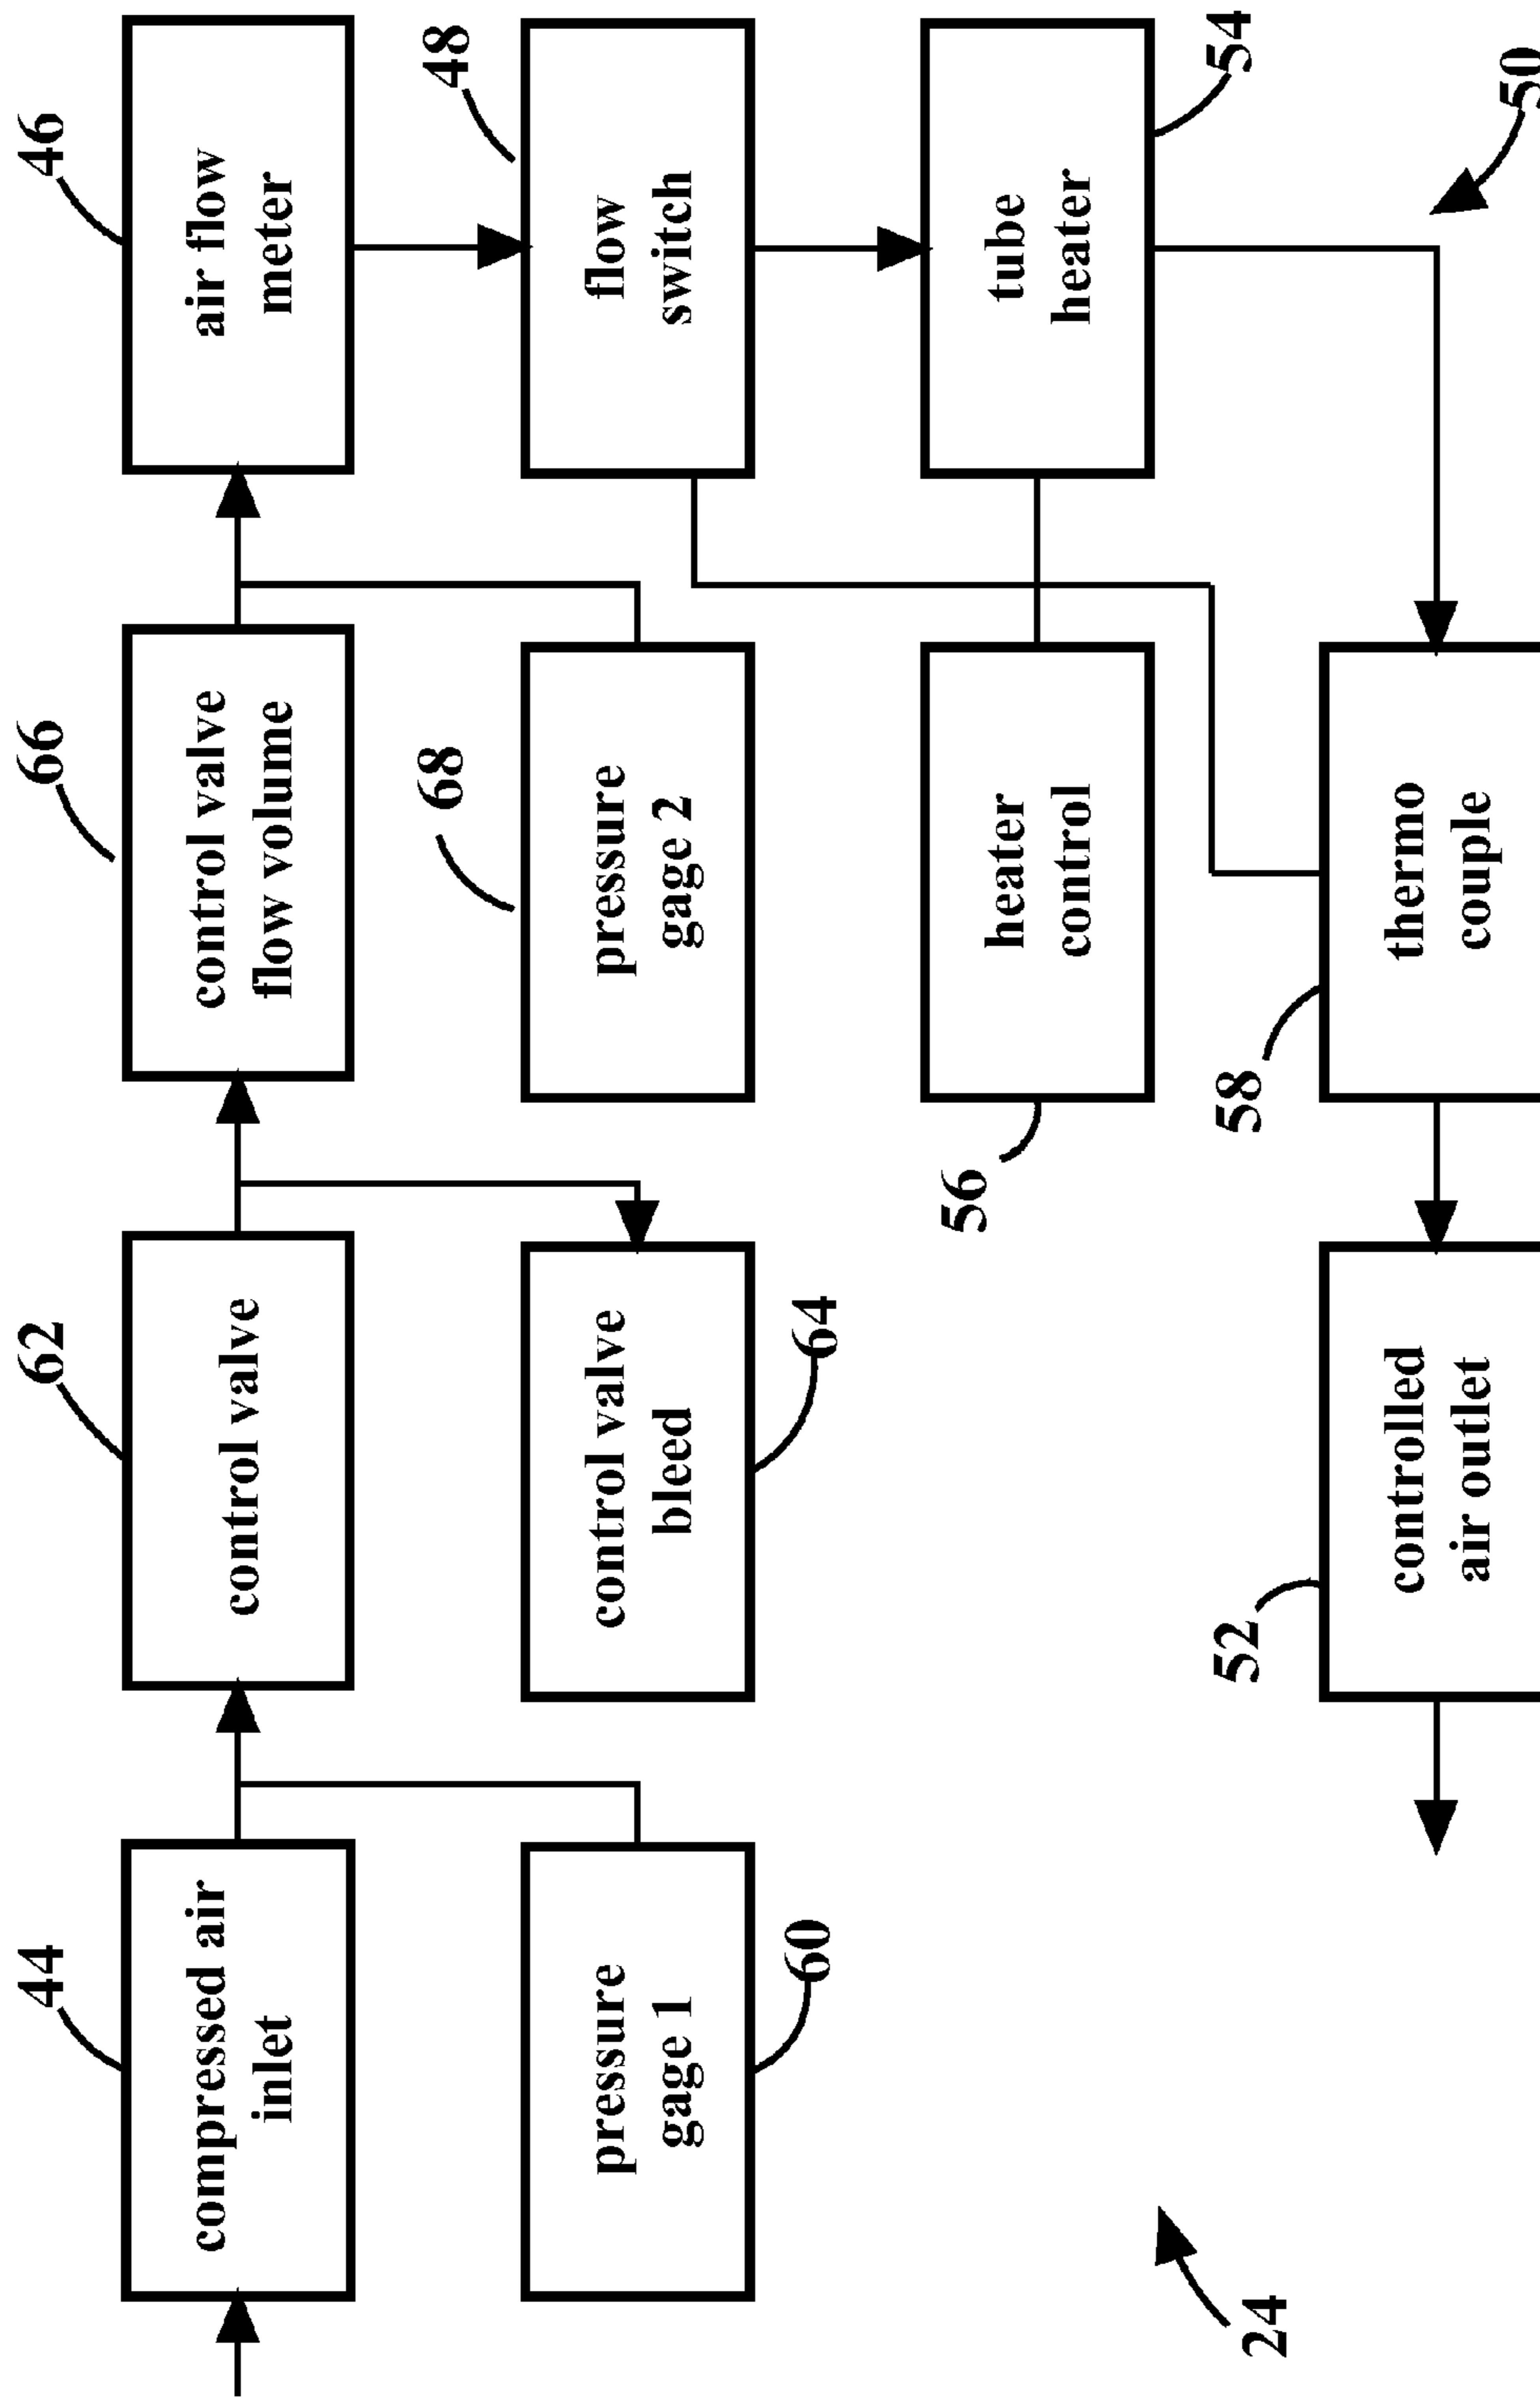 44
62
66
46
compressed air
inlet
control valve
control valve
flow volume
air flow
meter
48
68
pressure
gage 1
control valve
bleed
pressure
gage 2
flow
switch
60
64
56
heater
control
tube
heater
54
24
52
58
controlled
air outlet
thermo
couple
50